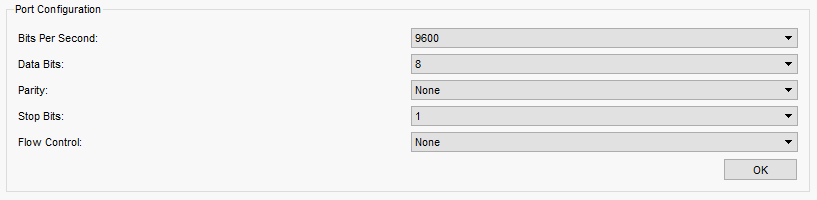 Port Configuration
Bits Per Second: 9600
Data Bits: 8
Parity: None
Stop Bits: 1
Flow Control: None
OK